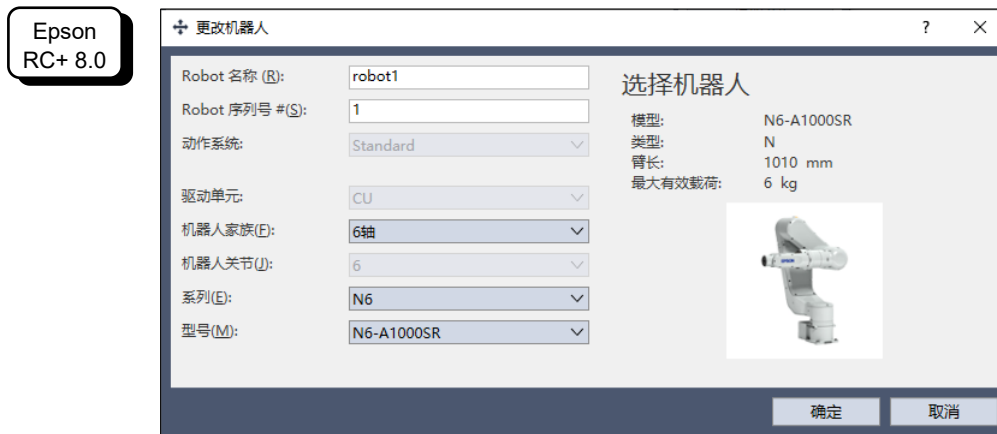 Epson
RC+ 8.0
更改机器人
?
Robot 名称 (R):
robot1
Robot 序列号 #(S):
1
动作系统:
Standard
驱动单元:
CU
机器人家族(F):
6轴
机器人关节(J):
6
系列(E):
N6
型号(M):
N6-A1000SR
选择机器人
模型:
N6-A1000SR
类型:
N
臂长:
1010 mm
最大有效载荷:
6 kg
EPSON
确定
取消